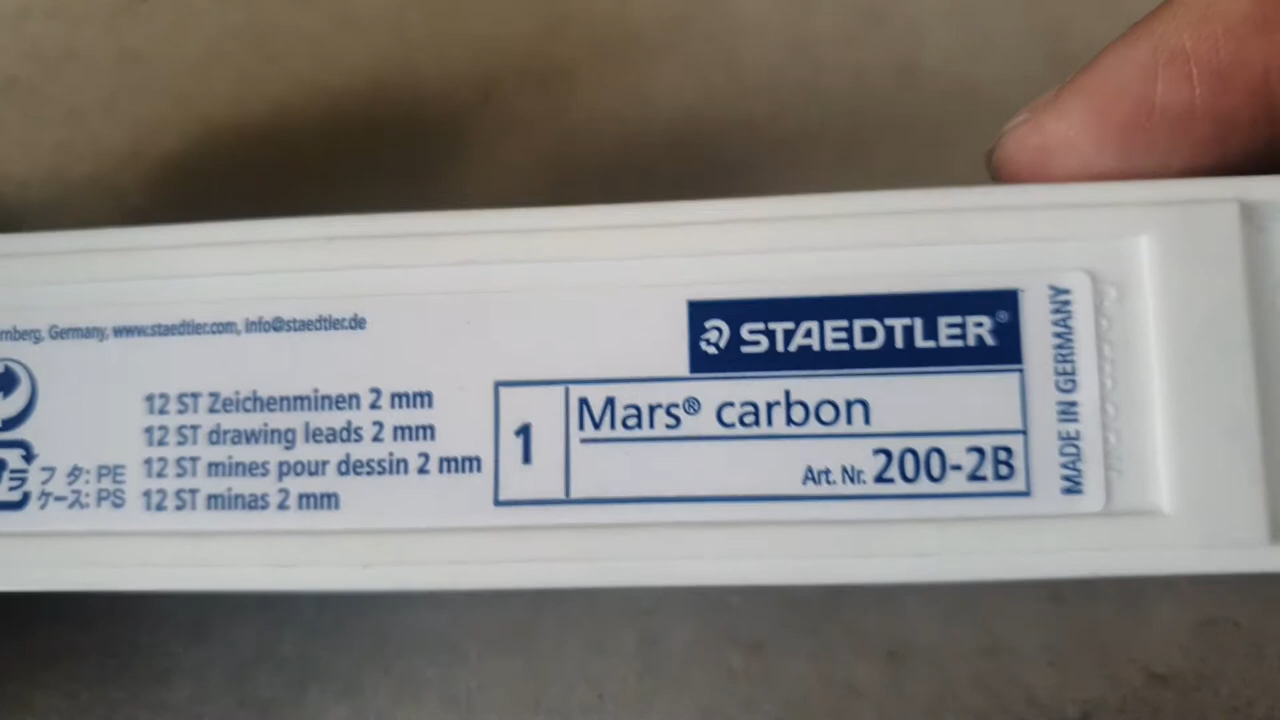 Germany, www.staedtler.com, info@staedtler.de
STAEDTLER®
MADE IN GERMANY
1
Mars® carbon
Art. Nr. 200-2B
12 ST Zeichenminen 2 mm
12 ST drawing leads 2 mm
12 ST mines pour dessin 2 mm
12 ST minas 2 mm
フタ: PE
ケース: PS